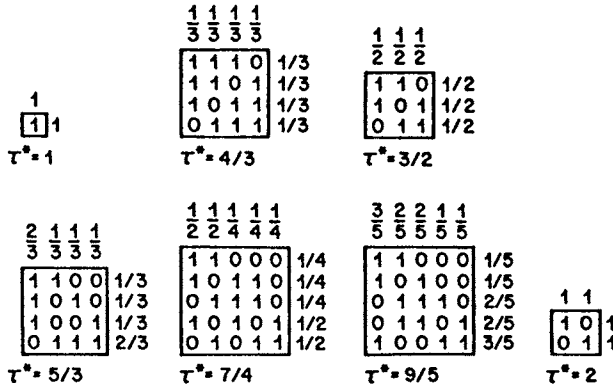 1
1 1
τ*=1
1/3 1/3 1/3 1/3
1 1 1 0 1/3
1 1 0 1 1/3
1 0 1 1 1/3
0 1 1 1 1/3
τ*=4/3
1/2 1/2 1/2
1 1 0 1/2
1 0 1 1/2
0 1 1 1/2
τ*=3/2
2/3 1/3 1/3 1/3
1 1 0 0 1/3
1 0 1 0 1/3
1 0 0 1 1/3
0 1 1 1 2/3
τ*=5/3
1/2 1/2 1/4 1/4 1/4
1 1 0 0 0 1/4
1 0 1 1 0 1/4
0 1 1 1 0 1/4
1 0 1 0 1 1/2
0 1 0 1 1 1/2
τ*=7/4
3/5 2/5 2/5 1/5 1/5
1 1 0 0 0 1/5
1 0 1 0 0 1/5
0 1 1 1 0 2/5
0 1 1 0 1 2/5
1 0 0 1 1 3/5
τ*=9/5
1 1
1 0 1
0 1 1
τ*=2